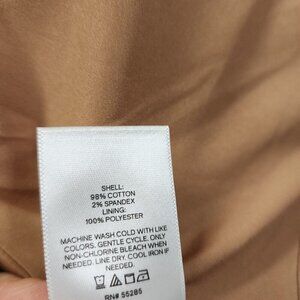 SHELL:
98% COTTON
2% SPANDEX
LINING:
100% POLYESTER
MACHINE WASH COLD WITH LIKE
COLORS. GENTLE CYCLE. ONLY
NON-CHLORINE BLEACH WHEN
NEEDED. LINE DRY. COOL IRON IF
NEEDED.
RN# 55285